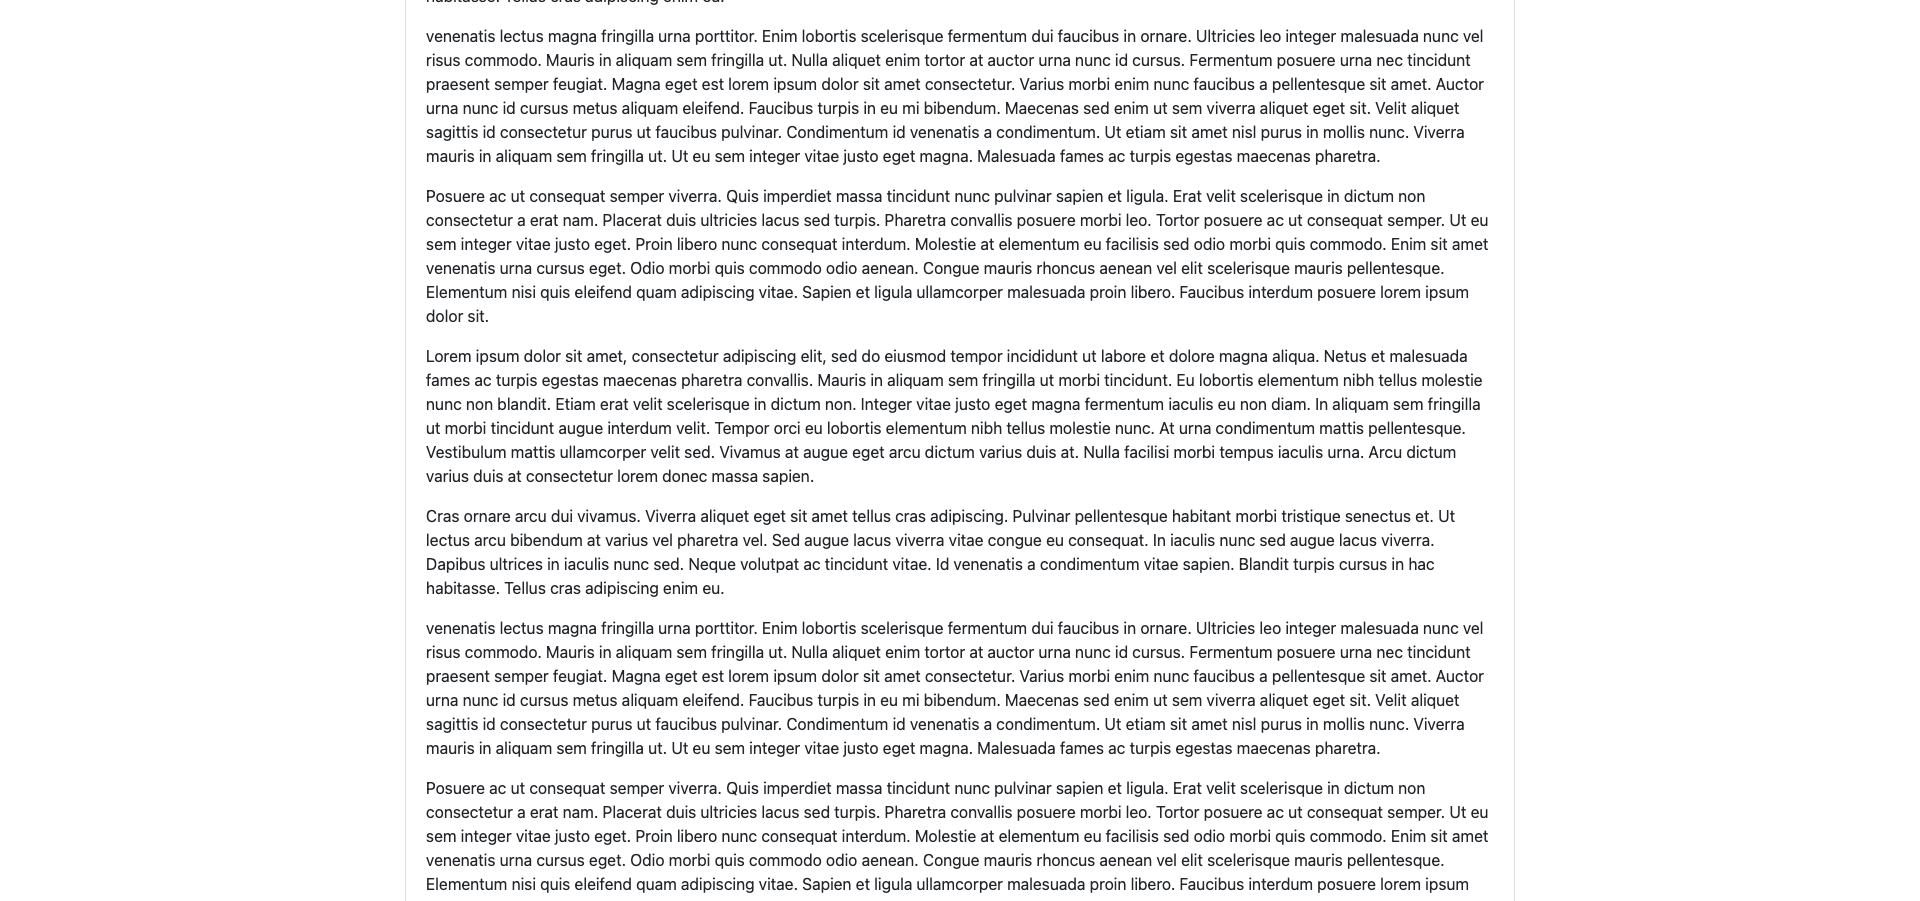 habitasse. Tellus cras adipiscing enim eu.
venenatis lectus magna fringilla urna porttitor. Enim lobortis scelerisque fermentum dui faucibus in ornare. Ultricies leo integer malesuada nunc vel
risus commodo. Mauris in aliquam sem fringilla ut. Nulla aliquet enim tortor at auctor urna nunc id cursus. Fermentum posuere urna nec tincidunt
praesent semper feugiat. Magna eget est lorem ipsum dolor sit amet consectetur. Varius morbi enim nunc faucibus a pellentesque sit amet. Auctor
urna nunc id cursus metus aliquam eleifend. Faucibus turpis in eu mi bibendum. Maecenas sed enim ut sem viverra aliquet eget sit. Velit aliquet
sagittis id consectetur purus ut faucibus pulvinar. Condimentum id venenatis a condimentum. Ut etiam sit amet nisl purus in mollis nunc. Viverra
mauris in aliquam sem fringilla ut. Ut eu sem integer vitae justo eget magna. Malesuada fames ac turpis egestas maecenas pharetra.
Posuere ac ut consequat semper viverra. Quis imperdiet massa tincidunt nunc pulvinar sapien et ligula. Erat velit scelerisque in dictum non
consectetur a erat nam. Placerat duis ultricies lacus sed turpis. Pharetra convallis posuere morbi leo. Tortor posuere ac ut consequat semper. Ut eu
sem integer vitae justo eget. Proin libero nunc consequat interdum. Molestie at elementum eu facilisis sed odio morbi quis commodo. Enim sit amet
venenatis urna cursus eget. Odio morbi quis commodo odio aenean. Congue mauris rhoncus aenean vel elit scelerisque mauris pellentesque.
Elementum nisi quis eleifend quam adipiscing vitae. Sapien et ligula ullamcorper malesuada proin libero. Faucibus interdum posuere lorem ipsum
dolor sit.
Lorem ipsum dolor sit amet, consectetur adipiscing elit, sed do eiusmod tempor incididunt ut labore et dolore magna aliqua. Netus et malesuada
fames ac turpis egestas maecenas pharetra convallis. Mauris in aliquam sem fringilla ut morbi tincidunt. Eu lobortis elementum nibh tellus molestie
nunc non blandit. Etiam erat velit scelerisque in dictum non. Integer vitae justo eget magna fermentum iaculis eu non diam. In aliquam sem fringilla
ut morbi tincidunt augue interdum velit. Tempor orci eu lobortis elementum nibh tellus molestie nunc. At urna condimentum mattis pellentesque.
Vestibulum mattis ullamcorper velit sed. Vivamus at augue eget arcu dictum varius duis at. Nulla facilisi morbi tempus iaculis urna. Arcu dictum
varius duis at consectetur lorem donec massa sapien.
Cras ornare arcu dui vivamus. Viverra aliquet eget sit amet tellus cras adipiscing. Pulvinar pellentesque habitant morbi tristique senectus et. Ut
lectus arcu bibendum at varius vel pharetra vel. Sed augue lacus viverra vitae congue eu consequat. In iaculis nunc sed augue lacus viverra.
Dapibus ultrices in iaculis nunc sed. Neque volutpat ac tincidunt vitae. Id venenatis a condimentum vitae sapien. Blandit turpis cursus in hac
habitasse. Tellus cras adipiscing enim eu.
venenatis lectus magna fringilla urna porttitor. Enim lobortis scelerisque fermentum dui faucibus in ornare. Ultricies leo integer malesuada nunc vel
risus commodo. Mauris in aliquam sem fringilla ut. Nulla aliquet enim tortor at auctor urna nunc id cursus. Fermentum posuere urna nec tincidunt
praesent semper feugiat. Magna eget est lorem ipsum dolor sit amet consectetur. Varius morbi enim nunc faucibus a pellentesque sit amet. Auctor
urna nunc id cursus metus aliquam eleifend. Faucibus turpis in eu mi bibendum. Maecenas sed enim ut sem viverra aliquet eget sit. Velit aliquet
sagittis id consectetur purus ut faucibus pulvinar. Condimentum id venenatis a condimentum. Ut etiam sit amet nisl purus in mollis nunc. Viverra
mauris in aliquam sem fringilla ut. Ut eu sem integer vitae justo eget magna. Malesuada fames ac turpis egestas maecenas pharetra.
Posuere ac ut consequat semper viverra. Quis imperdiet massa tincidunt nunc pulvinar sapien et ligula. Erat velit scelerisque in dictum non
consectetur a erat nam. Placerat duis ultricies lacus sed turpis. Pharetra convallis posuere morbi leo. Tortor posuere ac ut consequat semper. Ut eu
sem integer vitae justo eget. Proin libero nunc consequat interdum. Molestie at elementum eu facilisis sed odio morbi quis commodo. Enim sit amet
venenatis urna cursus eget. Odio morbi quis commodo odio aenean. Congue mauris rhoncus aenean vel elit scelerisque mauris pellentesque.
Elementum nisi quis eleifend quam adipiscing vitae. Sapien et ligula ullamcorper malesuada proin libero. Faucibus interdum posuere lorem ipsum